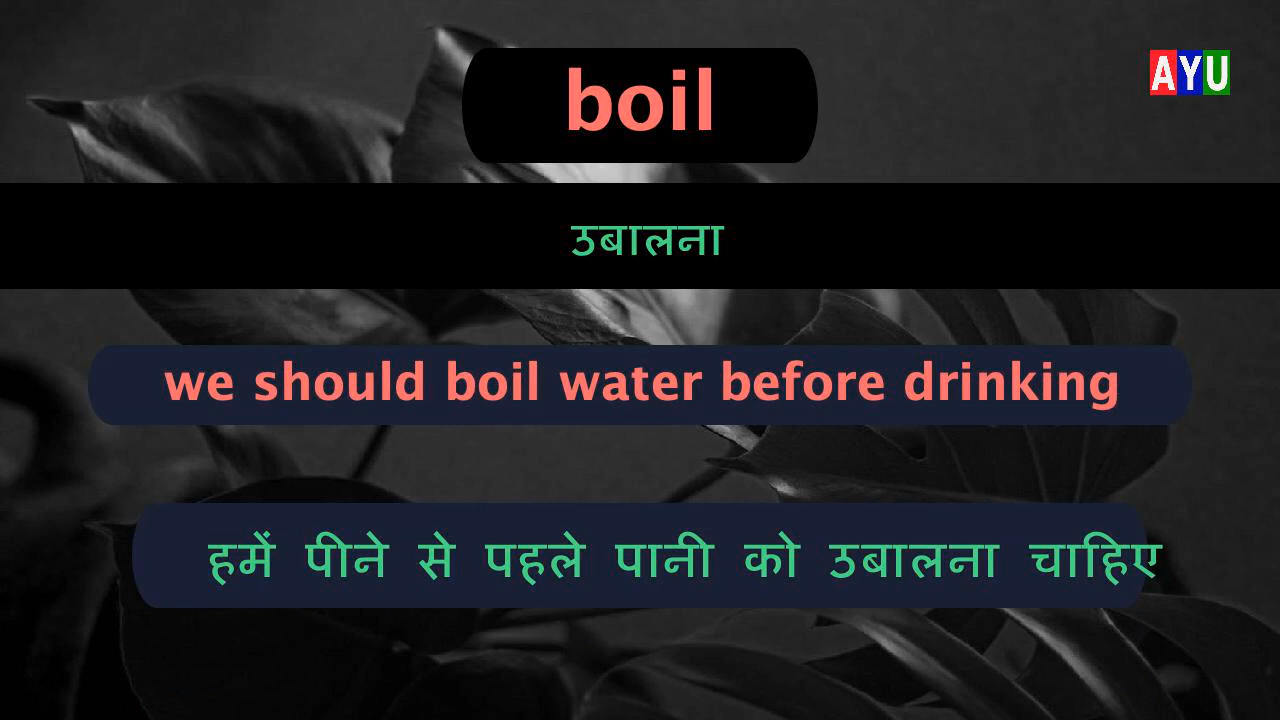 boil
AYU
उबालना
we should boil water before drinking
हमें पीने से पहले पानी को उबालना चाहिए